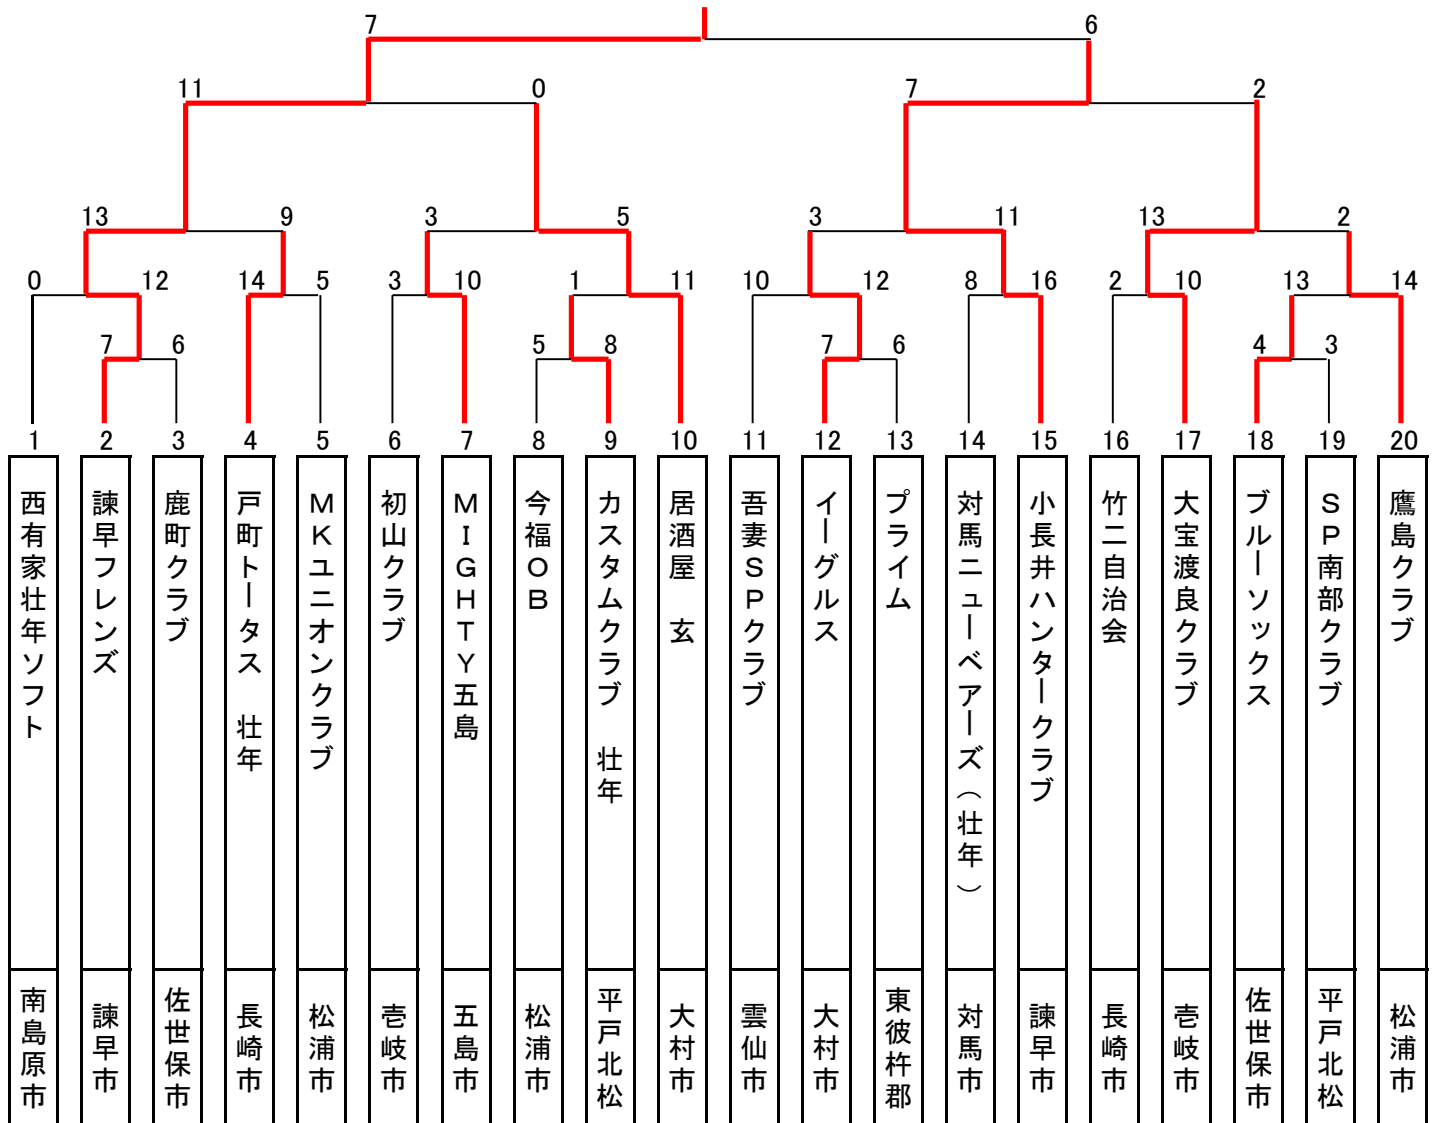 7 6
11 0 7 2
13 9 3 5 3 11 13 2
0 12 14 5 3 10 1 11 10 12 8 16 2 10 13 14
7 6 5 8 7 6 4 3
1 2 3 4 5 6 7 8 9 10 11 12 13 14 15 16 17 18 19 20
西有家壮年ソフト
諫早フレンズ
鹿町クラブ
戸町トータス 壮年
MKユニオンクラブ
初山クラブ
MIGHTY五島
今福OB
カスタムクラブ 壮年
居酒屋 玄
吾妻SPクラブ
イーグルス
プライム
対馬ニューベアーズ(壮年)
小長井ハンタークラブ
竹二自治会
大宝渡良クラブ
ブルーソックス
SP南部クラブ
鷹島クラブ
南島原市
諫早市
佐世保市
長崎市
松浦市
壱岐市
五島市
松浦市
平戸北松
大村市
雲仙市
大村市
東彼杵郡
対馬市
諫早市
長崎市
壱岐市
佐世保市
平戸北松
松浦市